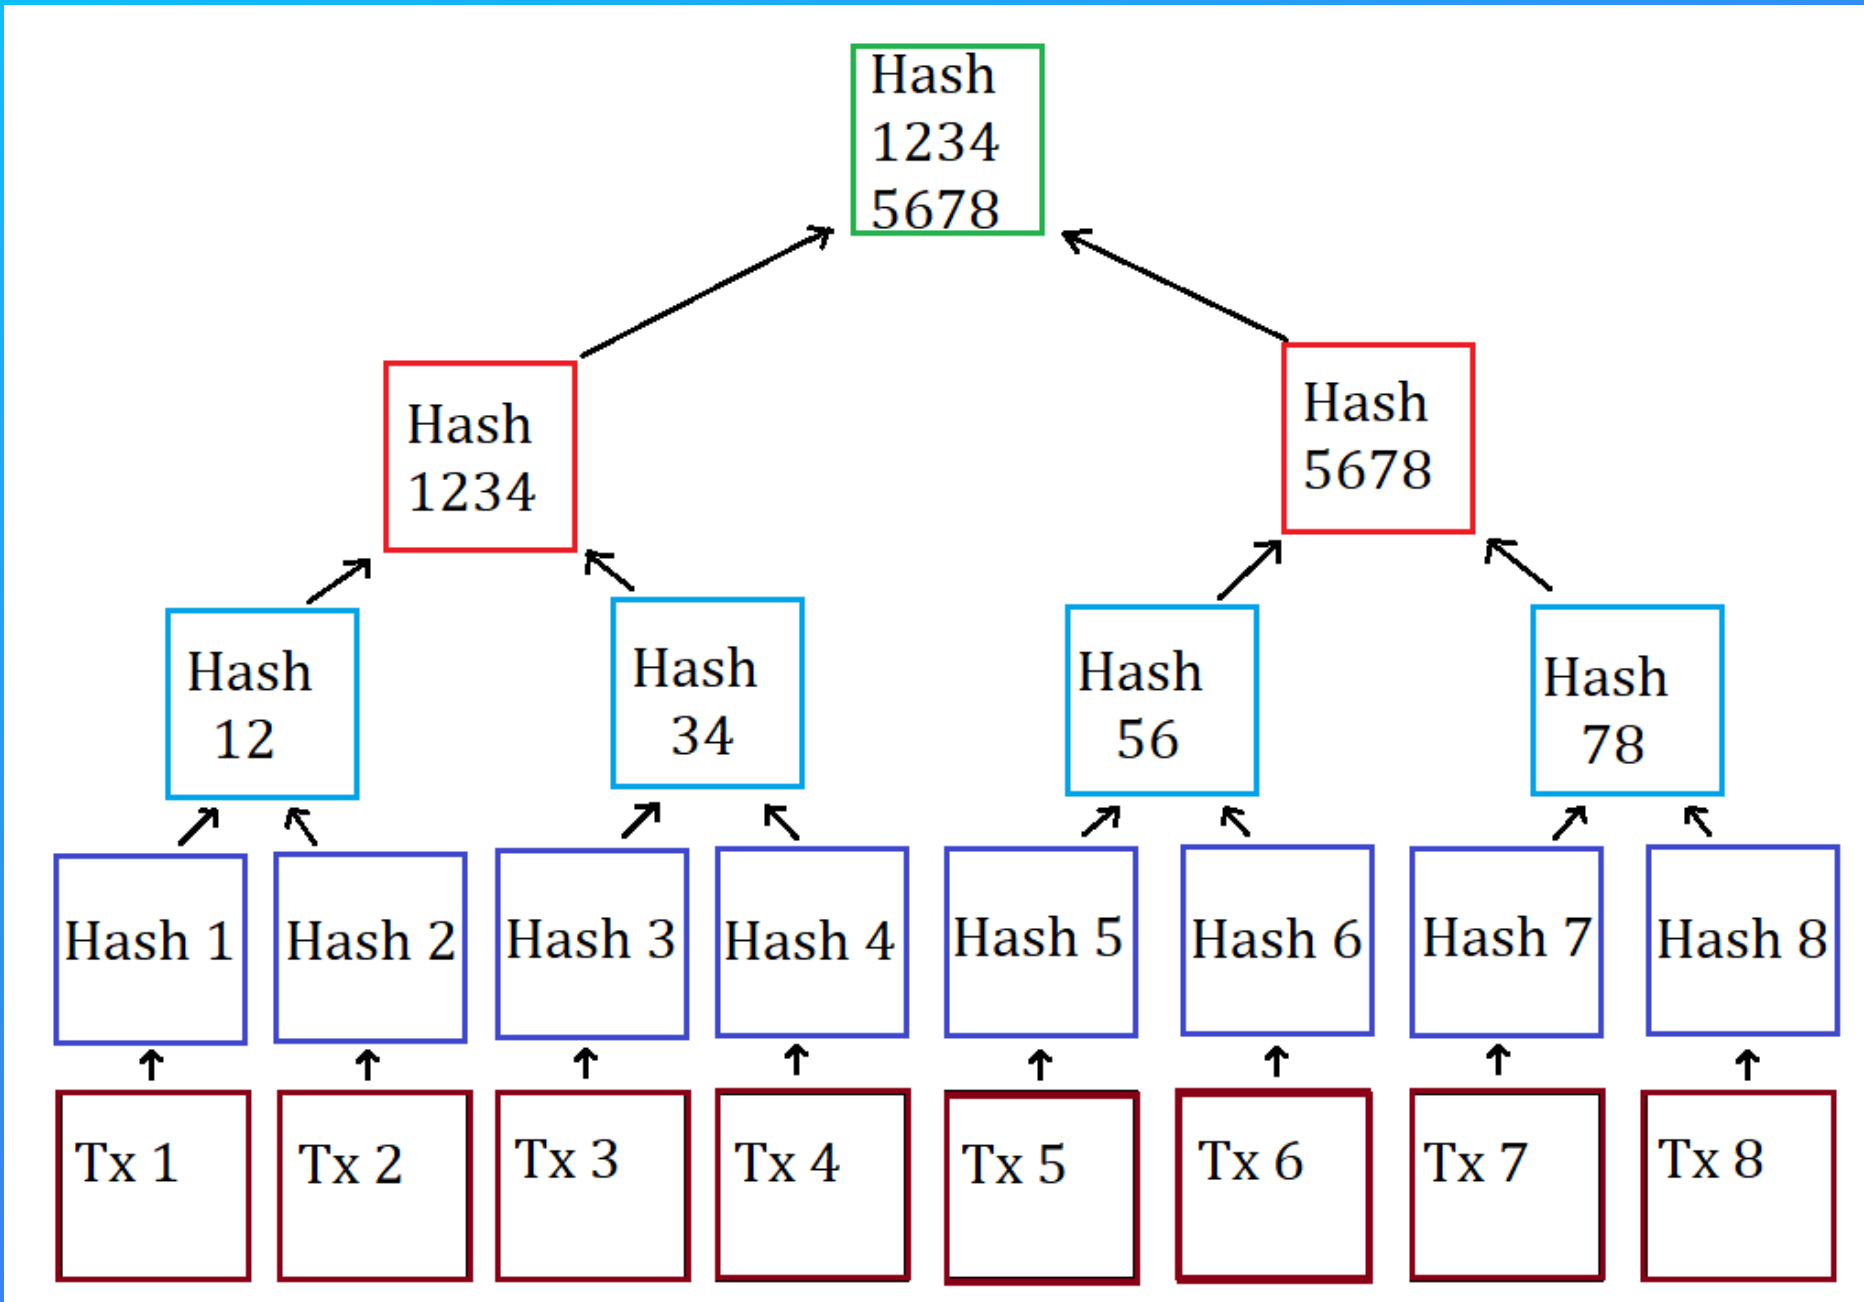 Hash
1234
5678
Hash
1234
Hash
5678
Hash
12
Hash
34
Hash
56
Hash
78
Hash 1
Hash 2
Hash 3
Hash 4
Hash 5
Hash 6
Hash 7
Hash 8
Tx 1
Tx 2
Tx 3
Tx 4
Tx 5
Tx 6
Tx 7
Tx 8